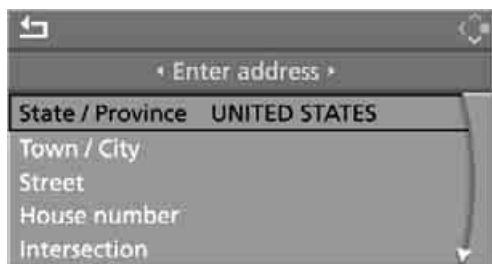 Enter address
State / Province UNITED STATES
Town / City
Street
House number
Intersection